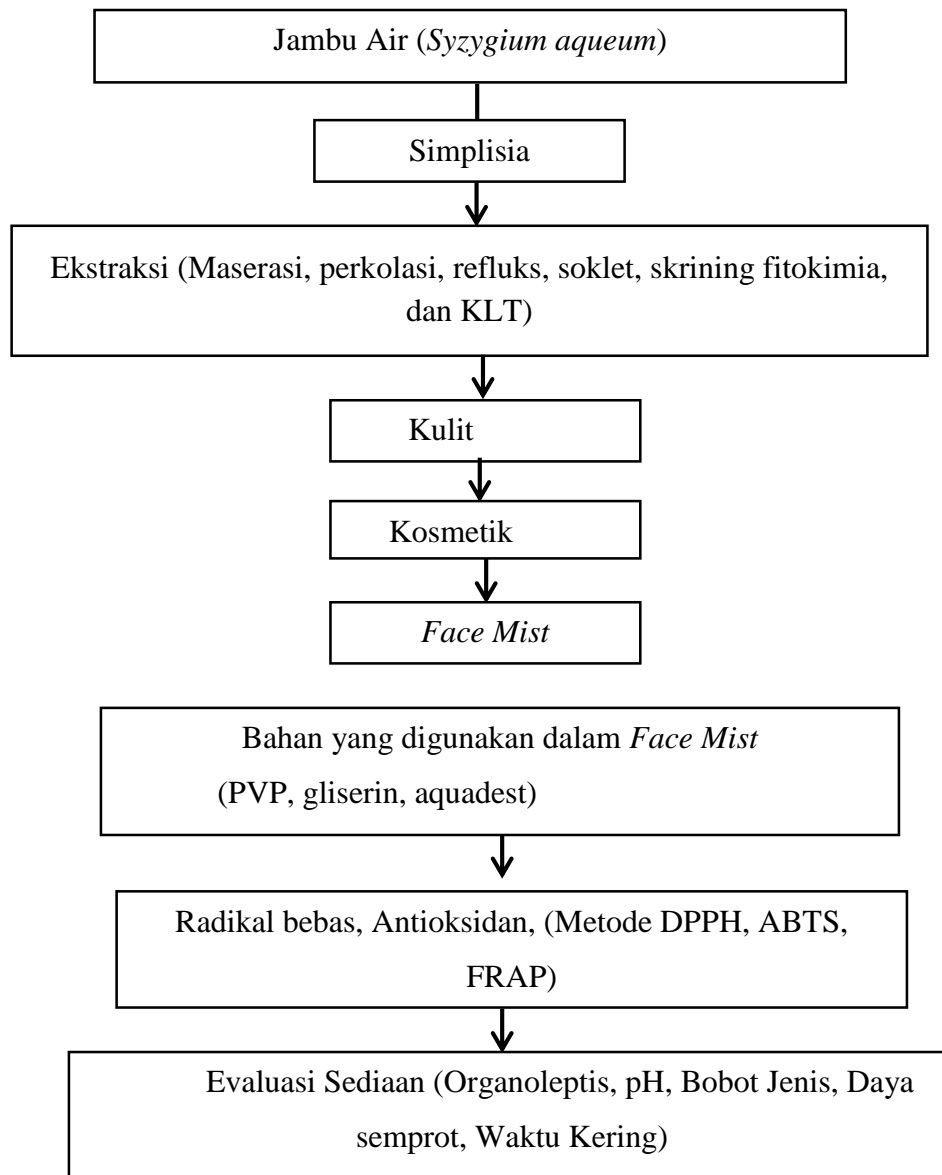 Jambu Air (Syzygium aqueum)
Simplisia
Ekstraksi (Maserasi, perkolasi, refluks, soklet, skrining fitokimia,
dan KLT)
Kulit
Kosmetik
Face Mist
Bahan yang digunakan dalam Face Mist
(PVP, gliserin, aquadest)
Radikal bebas, Antioksidan, (Metode DPPH, ABTS,
FRAP)
Evaluasi Sediaan (Organoleptis, pH, Bobot Jenis, Daya
semprot, Waktu Kering)